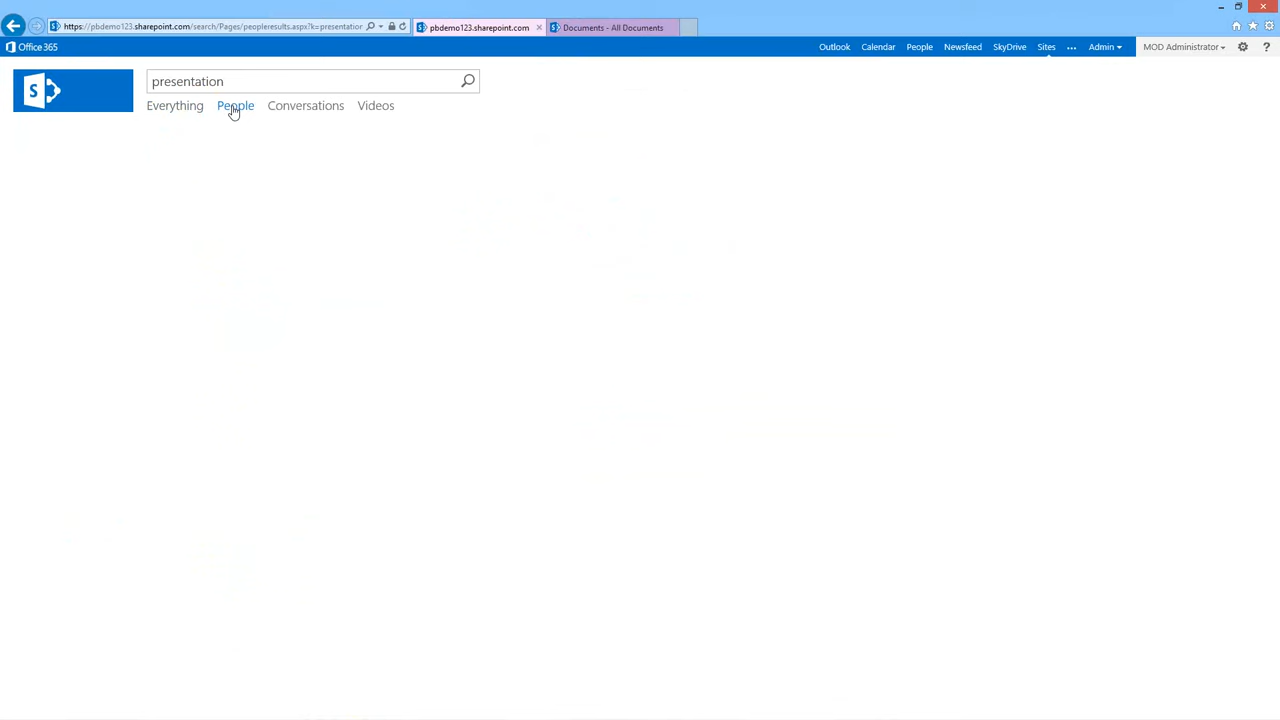 https://pbdemo123.sharepoint.com/search/Pages/peopleresults.aspx?k=presentation
pbdemo123.sharepoint.com
Documents - All Documents
Office 365
Outlook Calendar People Newsfeed SkyDrive Sites ... Admin MOD Administrator ?
S
presentation
Everything People Conversations Videos